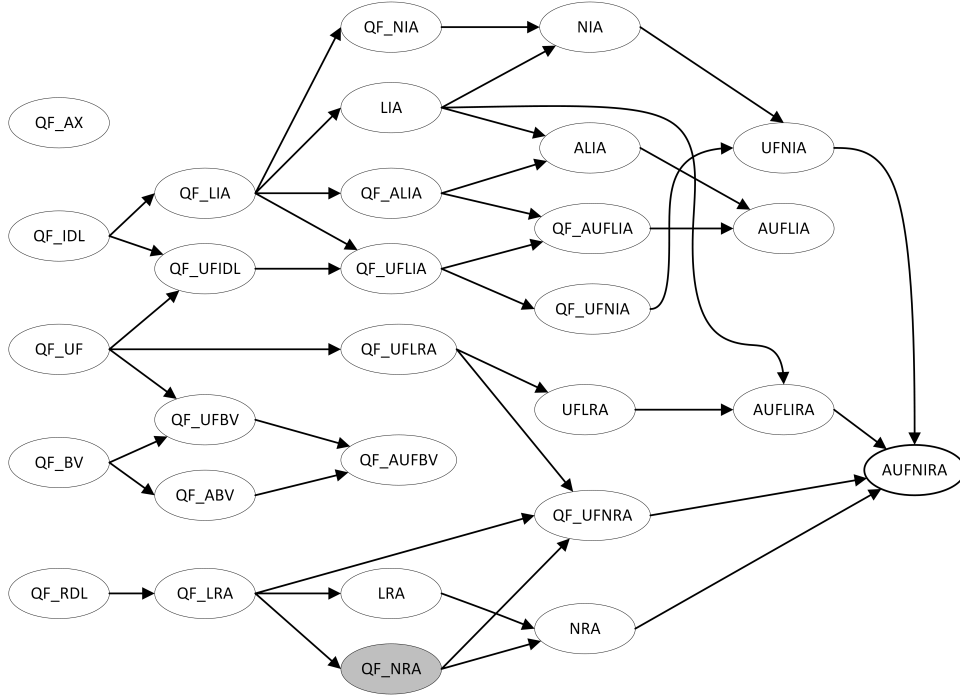 QF_NIA
NIA
LIA
QF_AX
ALIA
UFNIA
QF_LIA
QF_ALIA
QF_IDL
QF_AUFLIA
AUFLIA
QF_UFIDL
QF_UFLIA
QF_UFNIA
QF_UF
QF_UFLRA
UFLRA
AUFLIRA
QF_UFBV
QF_BV
QF_AUFBV
AUFNIRA
QF_ABV
QF_UFNRA
QF_RDL
QF_LRA
LRA
NRA
QF_NRA